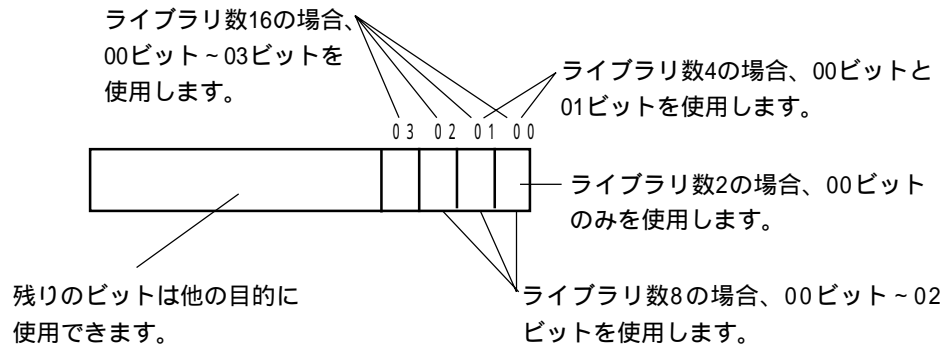 ライブラリ数16の場合、
00ビット～03ビットを
使用します。
ライブラリ数4の場合、00ビットと
01ビットを使用します。
03 02 01 00
ライブラリ数2の場合、00ビット
のみを使用します。
残りのビットは他の目的に
使用できます。
ライブラリ数8の場合、00ビット～02
ビットを使用します。